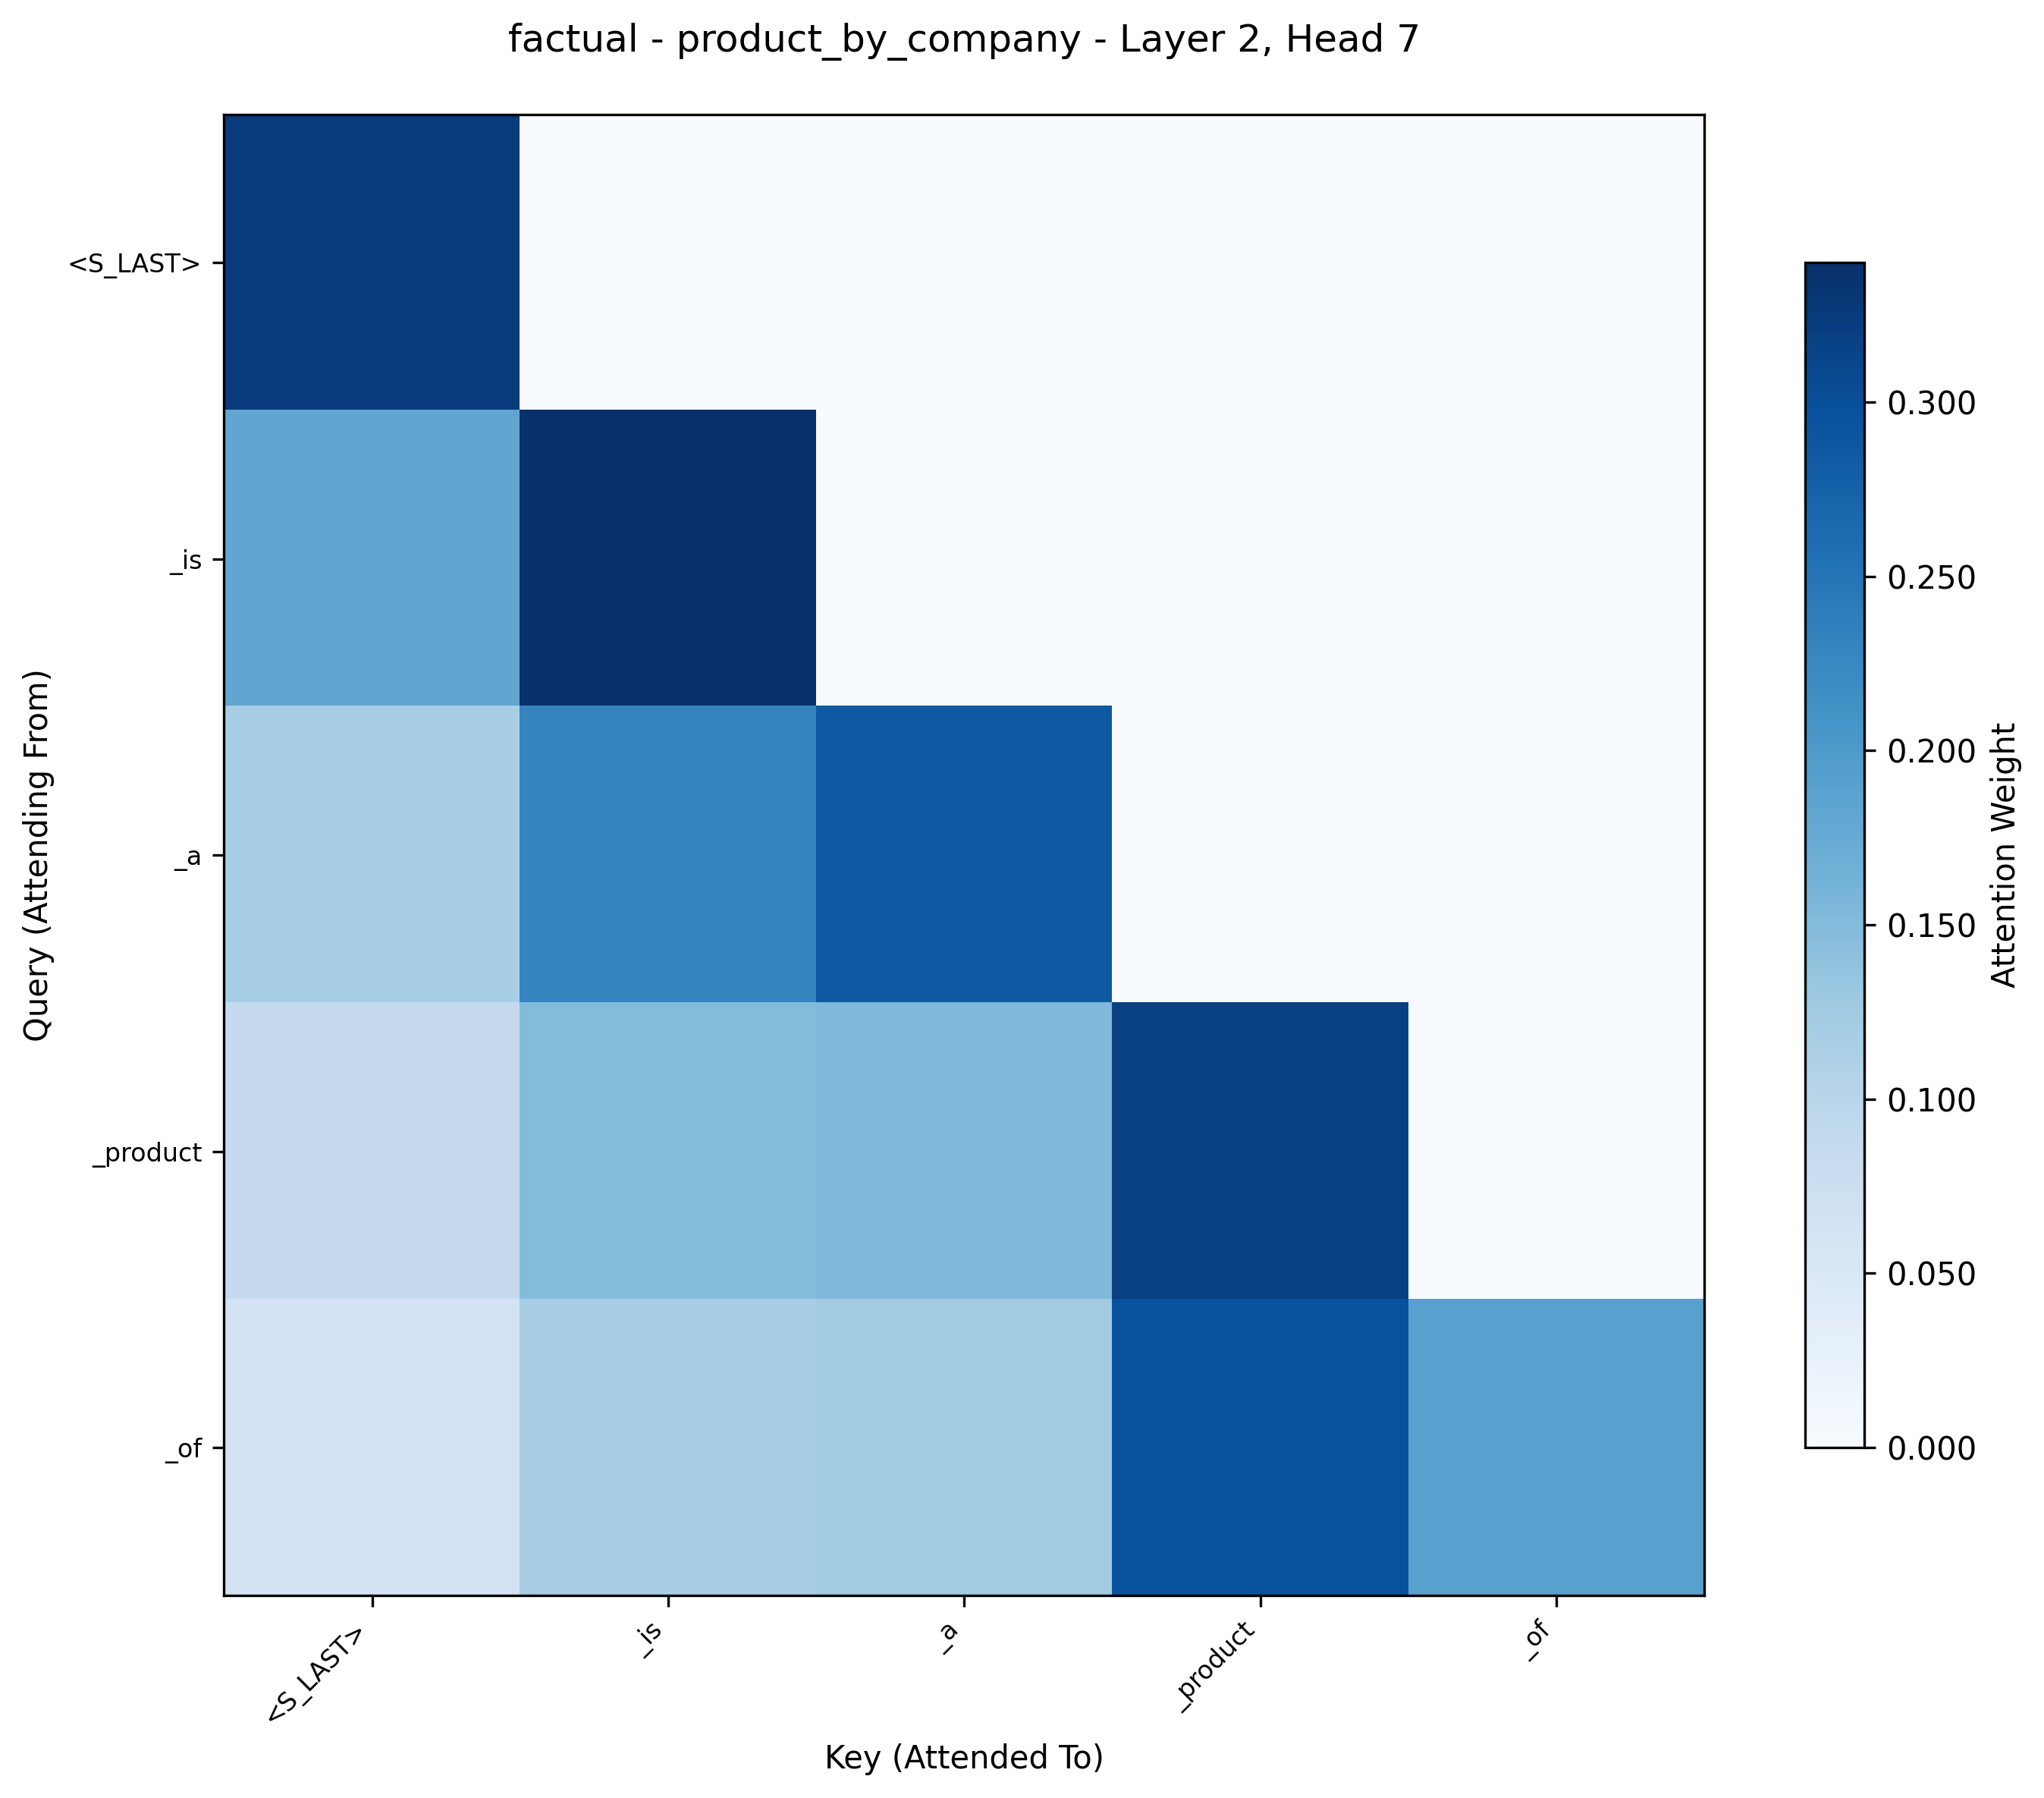 factual - product_by_company - Layer 2, Head 7
Query (Attending From)
<S_LAST>
_is
_a
_product
_of
<S_LAST>
_is
_a
_product
_of
Key (Attended To)
0.300
0.250
0.200
0.150
0.100
0.050
0.000
Attention Weight